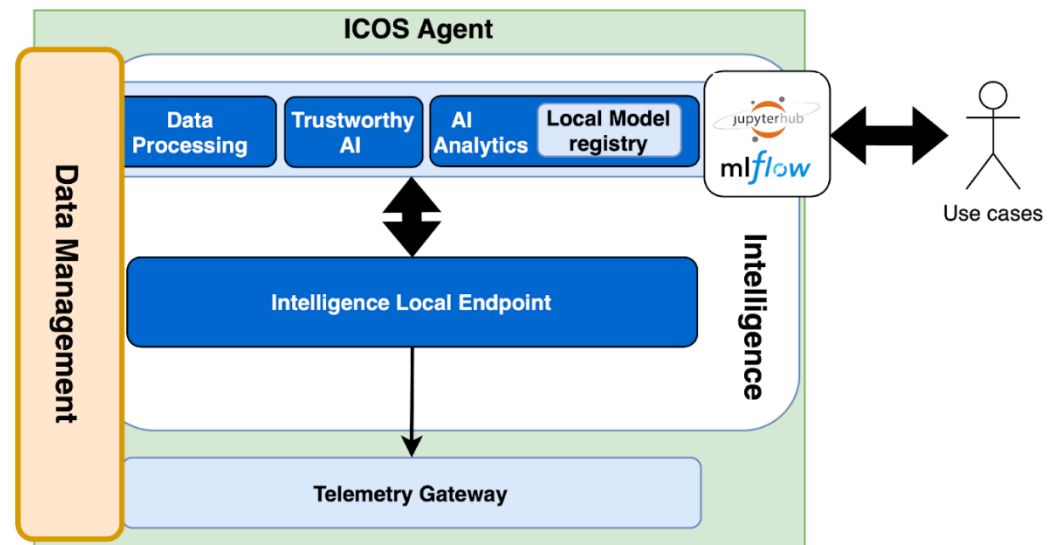 ICOS Agent
Data Management
Data
Processing
Trustworthy
AI
AI
Analytics
Local Model
registry
jupyterhub
mlflow
Use cases
Intelligence Local Endpoint
Intelligence
Telemetry Gateway